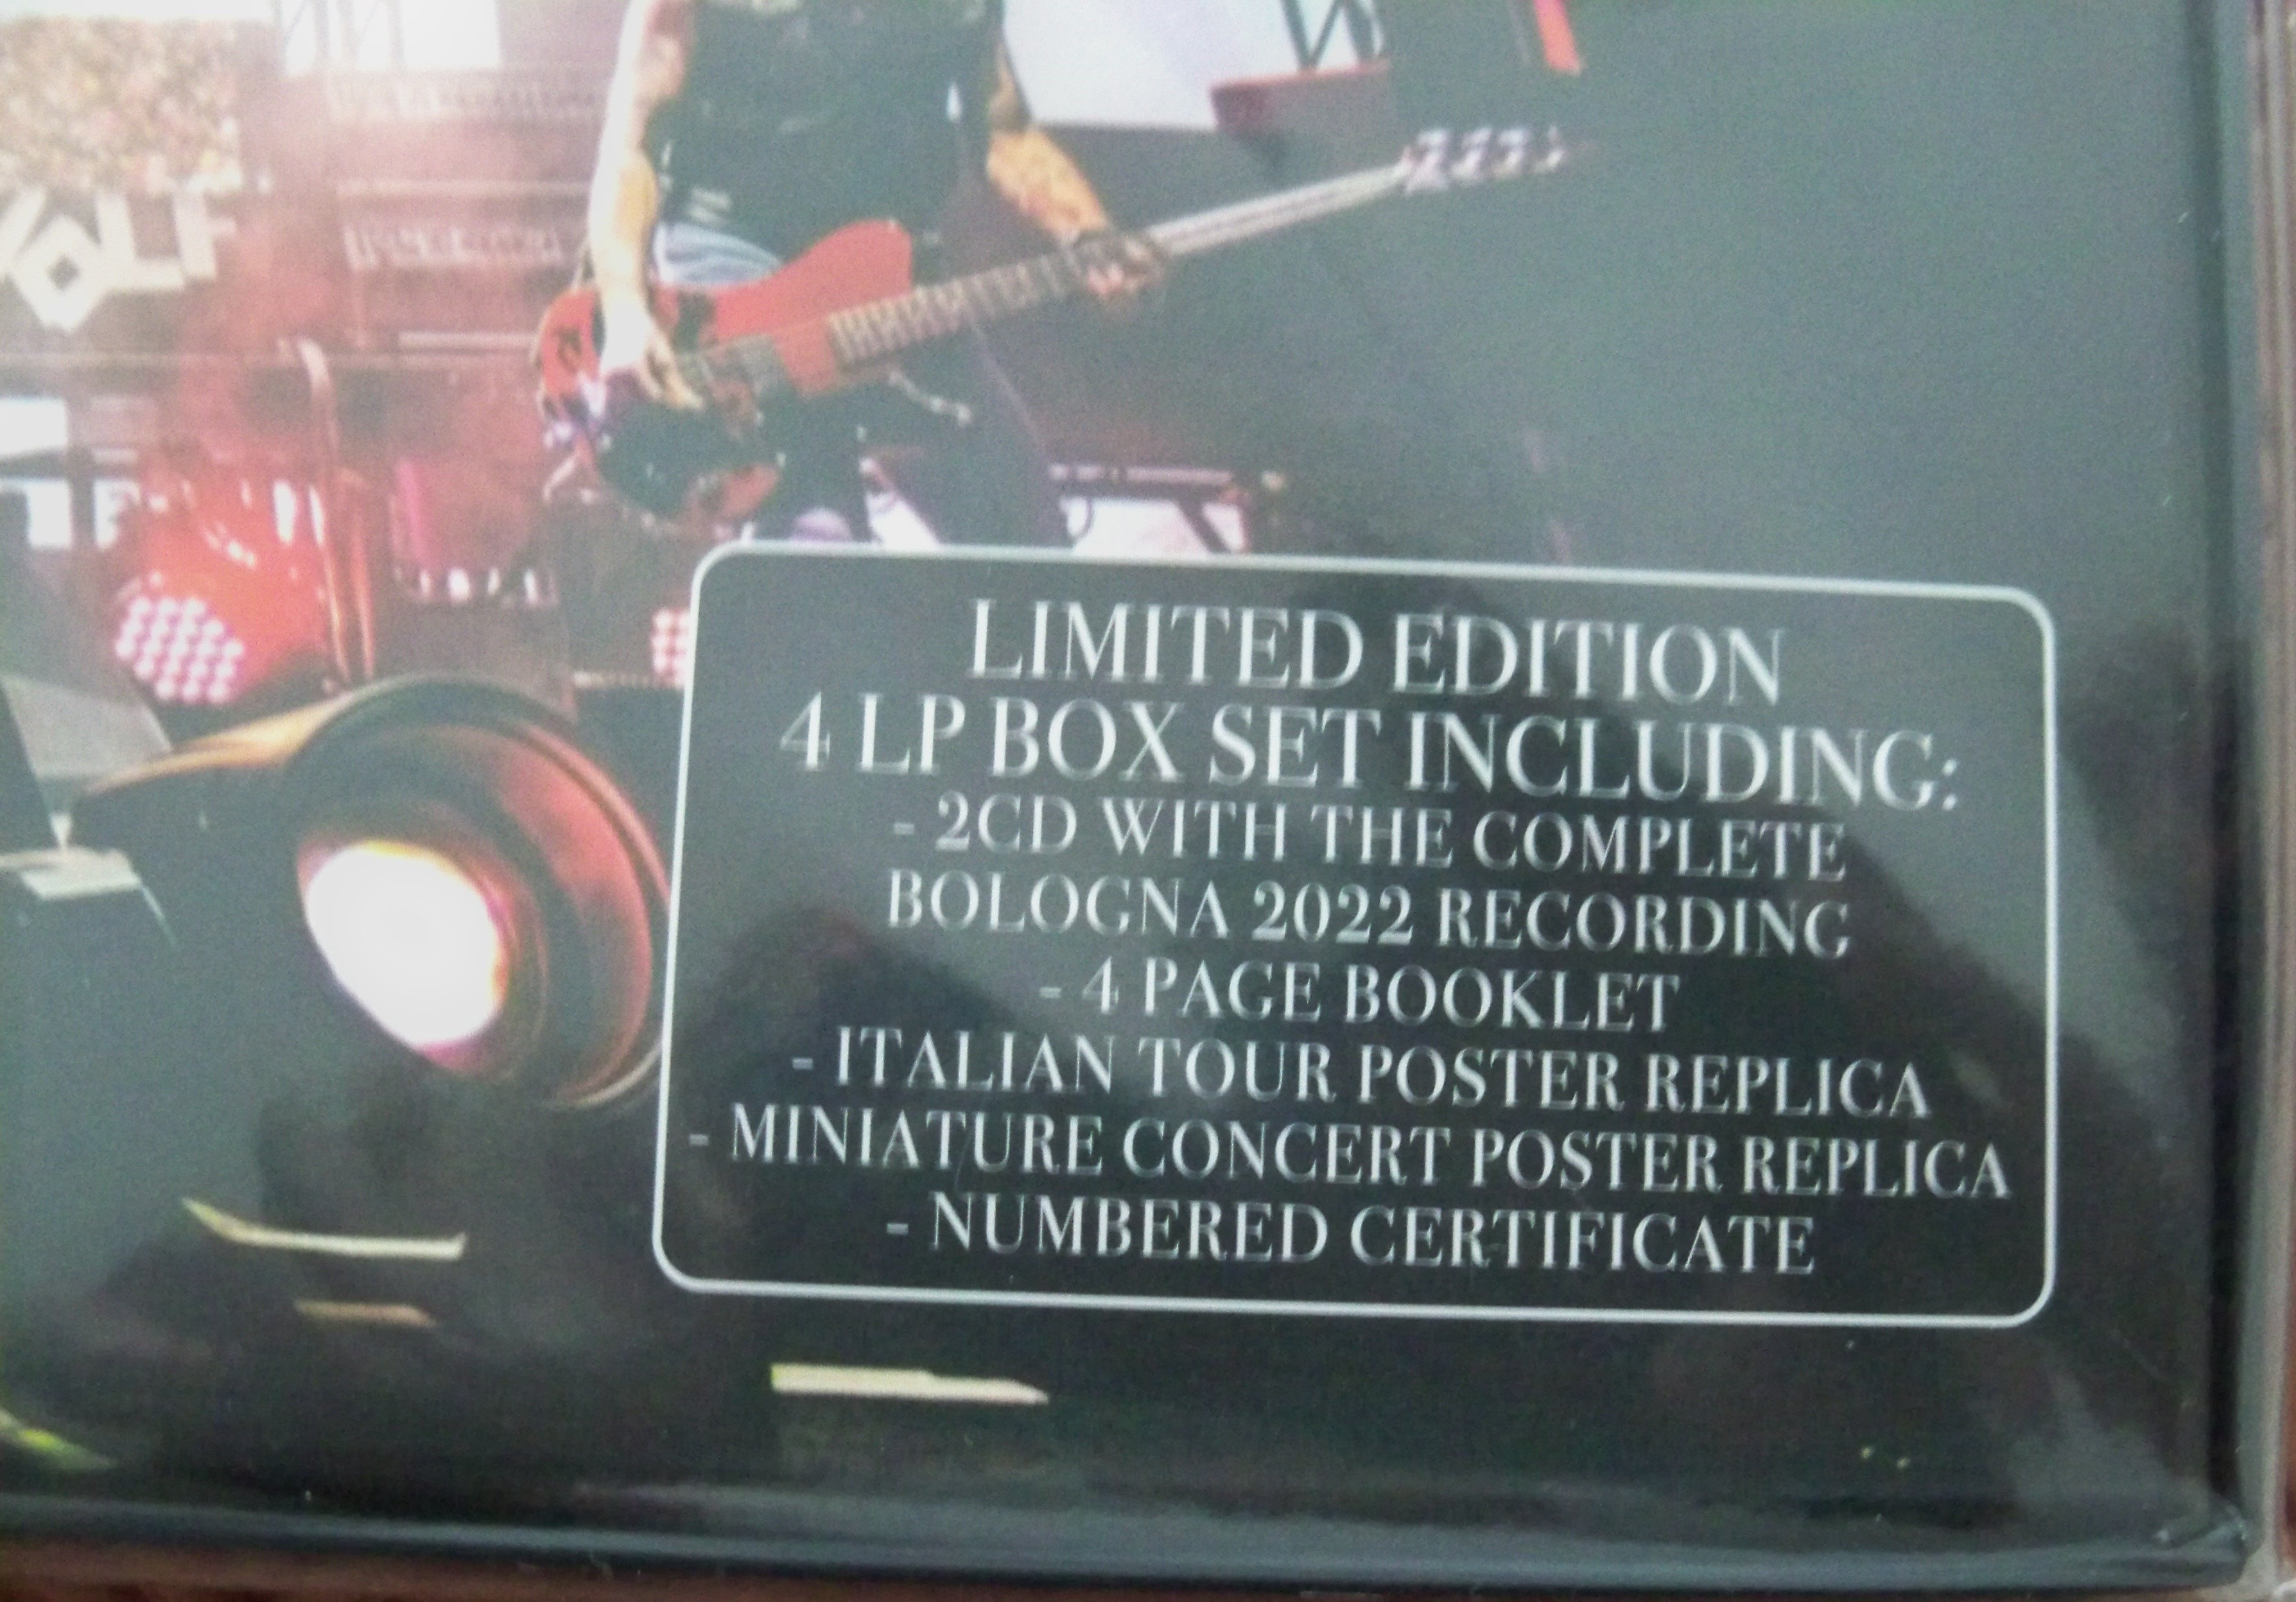 LIMITED EDITION
4 LP BOX SET INCLUDING:
- 2CD WITH THE COMPLETE
BOLOGNA 2022 RECORDING
- 4 PAGE BOOKLET
- ITALIAN TOUR POSTER REPLICA
- MINIATURE CONCERT POSTER REPLICA
- NUMBERED CERTIFICATE